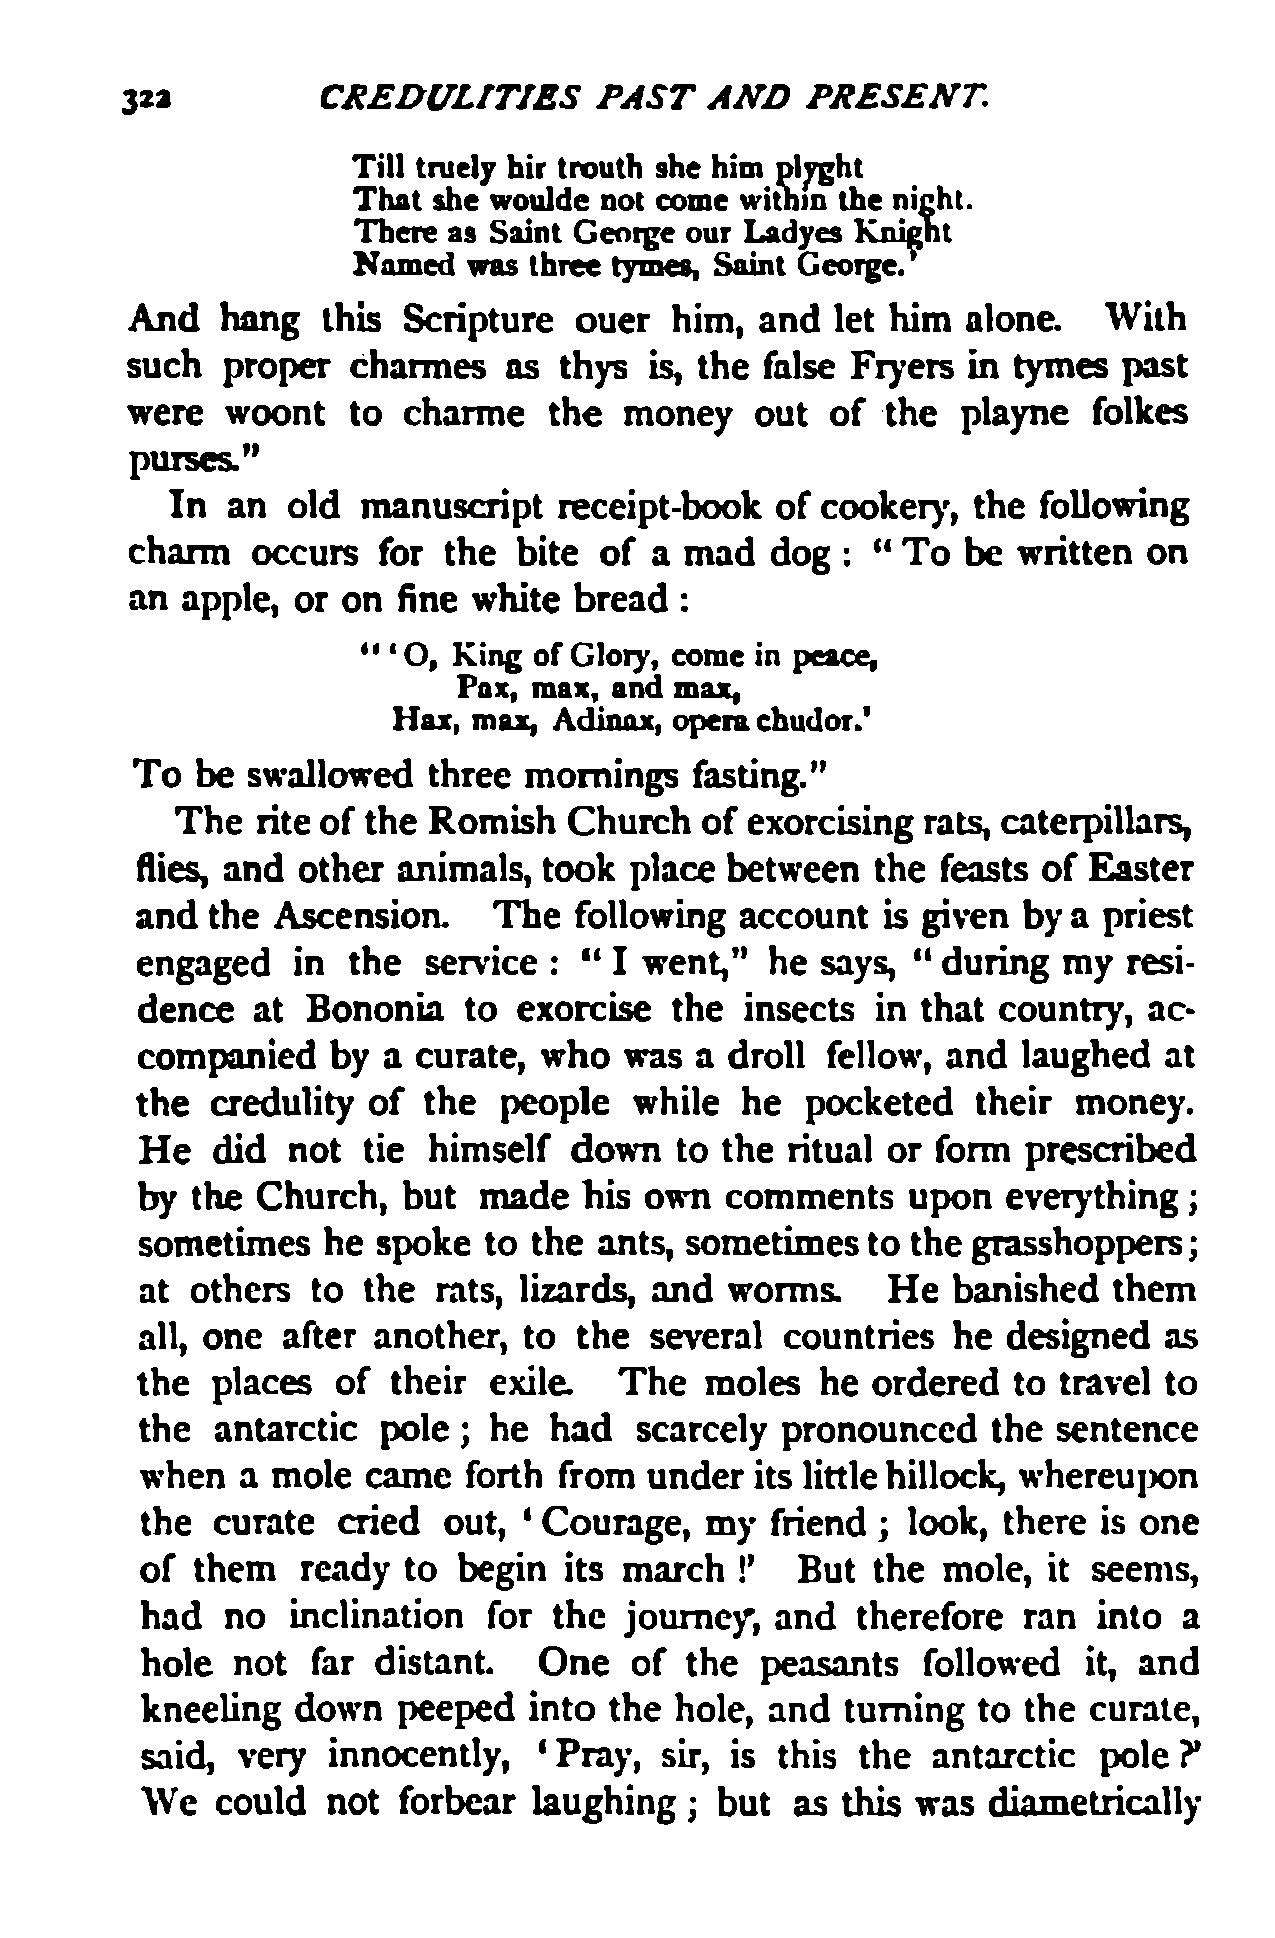 322 CREDULITIES PAST AND PRESENT.
Till truely hir trouth she him plyght
That she woulde not come within the night.
There as Saint George our Ladyes Knight
Named was three tymes, Saint George.'
And hang this Scripture ouer him, and let him alone. With
such proper charmes as thys is, the false Fryers in tymes past
were woont to charme the money out of the playne folkes
purses."
In an old manuscript receipt-book of cookery, the following
charm occurs for the bite of a mad dog : " To be written on
an apple, or on fine white bread :
" ' O, King of Glory, come in peace,
Pax, max, and max,
Hax, max, Adinax, opera chudor.'
To be swallowed three mornings fasting."
The rite of the Romish Church of exorcising rats, caterpillars,
flies, and other animals, took place between the feasts of Easter
and the Ascension. The following account is given by a priest
engaged in the service : " I went," he says, " during my resi-
dence at Bononia to exorcise the insects in that country, ac-
companied by a curate, who was a droll fellow, and laughed at
the credulity of the people while he pocketed their money.
He did not tie himself down to the ritual or form prescribed
by the Church, but made his own comments upon everything ;
sometimes he spoke to the ants, sometimes to the grasshoppers ;
at others to the rats, lizards, and worms. He banished them
all, one after another, to the several countries he designed as
the places of their exile. The moles he ordered to travel to
the antarctic pole ; he had scarcely pronounced the sentence
when a mole came forth from under its little hillock, whereupon
the curate cried out, ' Courage, my friend ; look, there is one
of them ready to begin its march !' But the mole, it seems,
had no inclination for the journey, and therefore ran into a
hole not far distant. One of the peasants followed it, and
kneeling down peeped into the hole, and turning to the curate,
said, very innocently, ' Pray, sir, is this the antarctic pole ?'
We could not forbear laughing ; but as this was diametrically